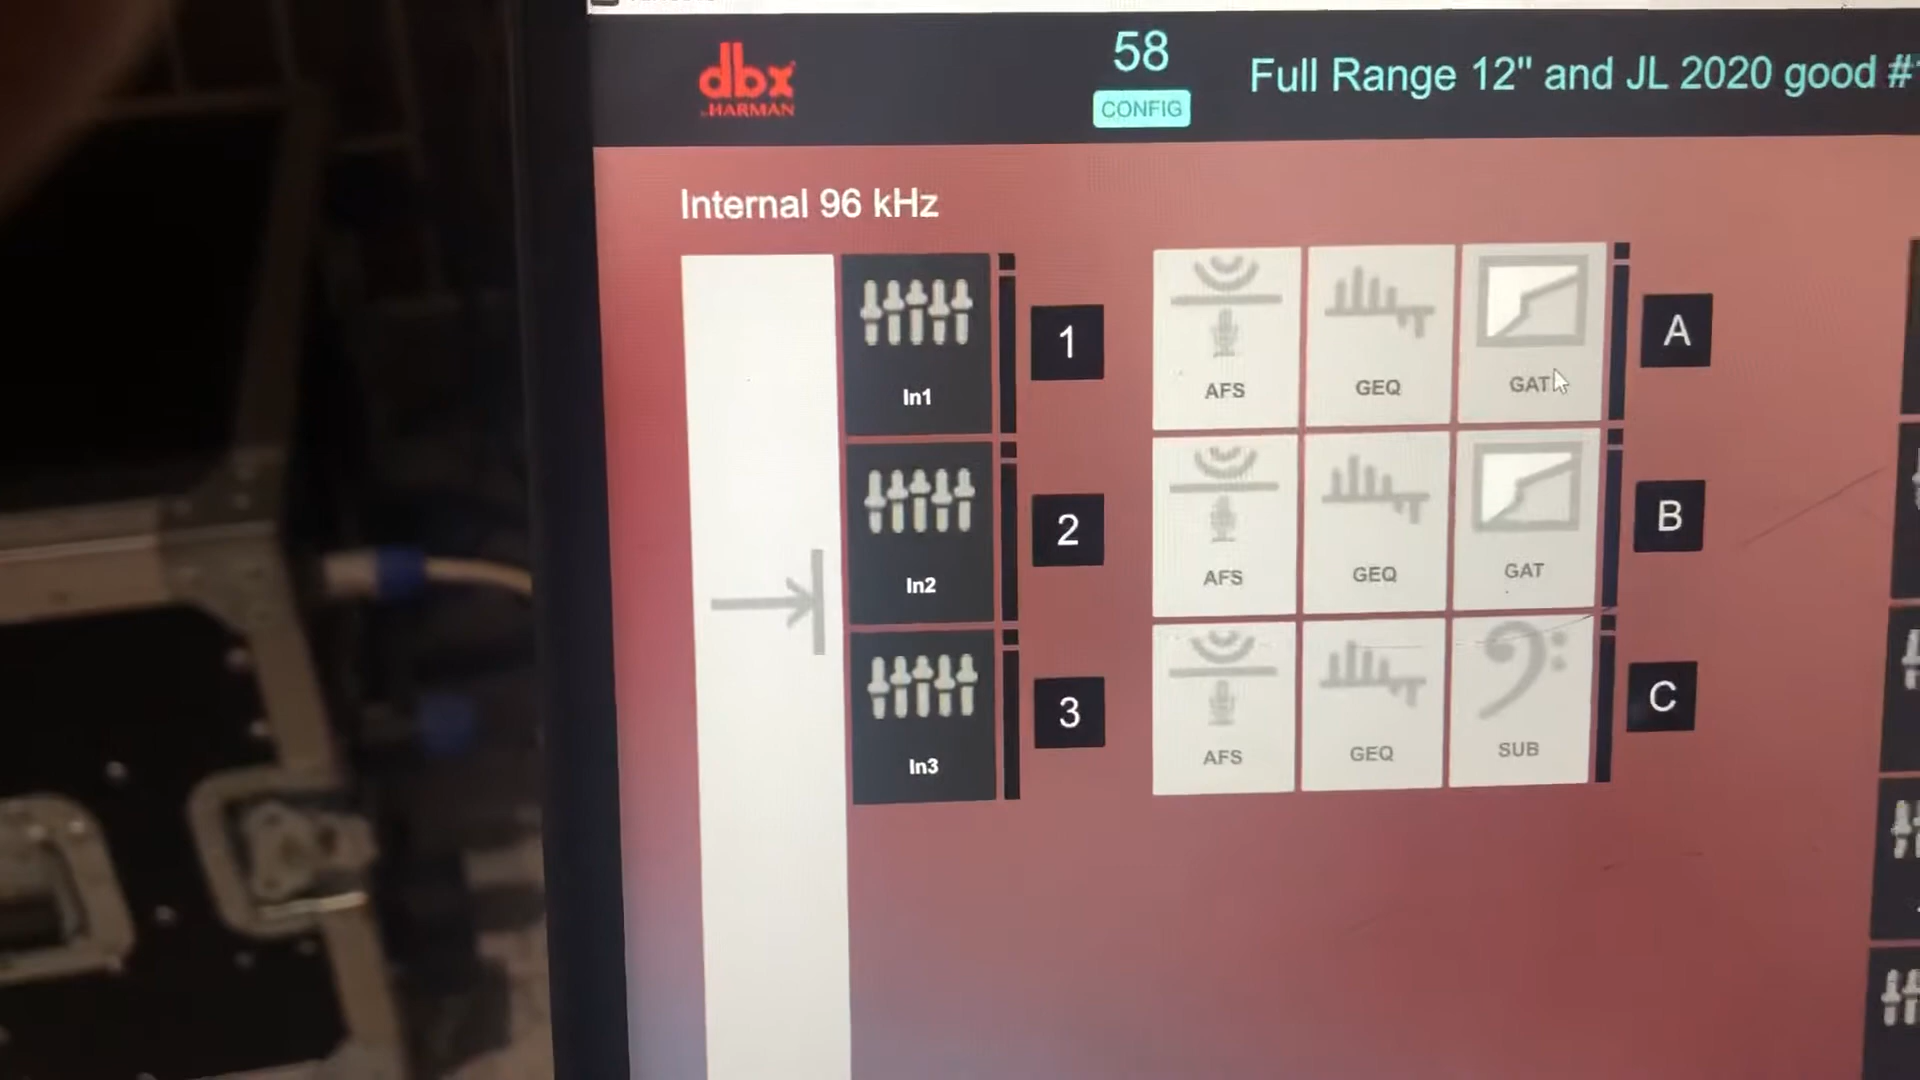 dbx
by HARMAN
58
CONFIG
Full Range 12" and JL 2020 good #
Internal 96 kHz
In1
1
AFS
GEQ
GAT
A
In2
2
AFS
GEQ
GAT
B
In3
3
AFS
GEQ
SUB
C